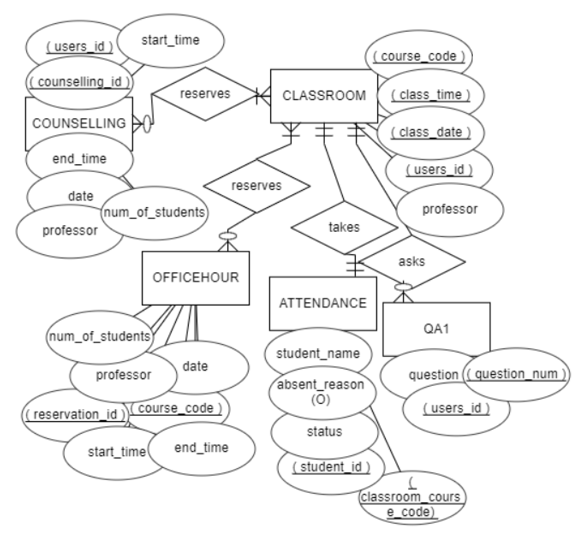 ( users_id )
start_time
( counselling_id )
COUNSELLING
end_time
date
num_of_students
professor
reserves
CLASSROOM
( course_code )
( class_time )
( class_date )
( users_id )
professor
reserves
takes
asks
OFFICEHOUR
num_of_students
date
professor
( reservation_id )
( course_code )
start_time
end_time
ATTENDANCE
student_name
absent_reason
(O)
status
( student_id )
(
classroom_cours
e_code)
QA1
question
( question_num )
( users_id )